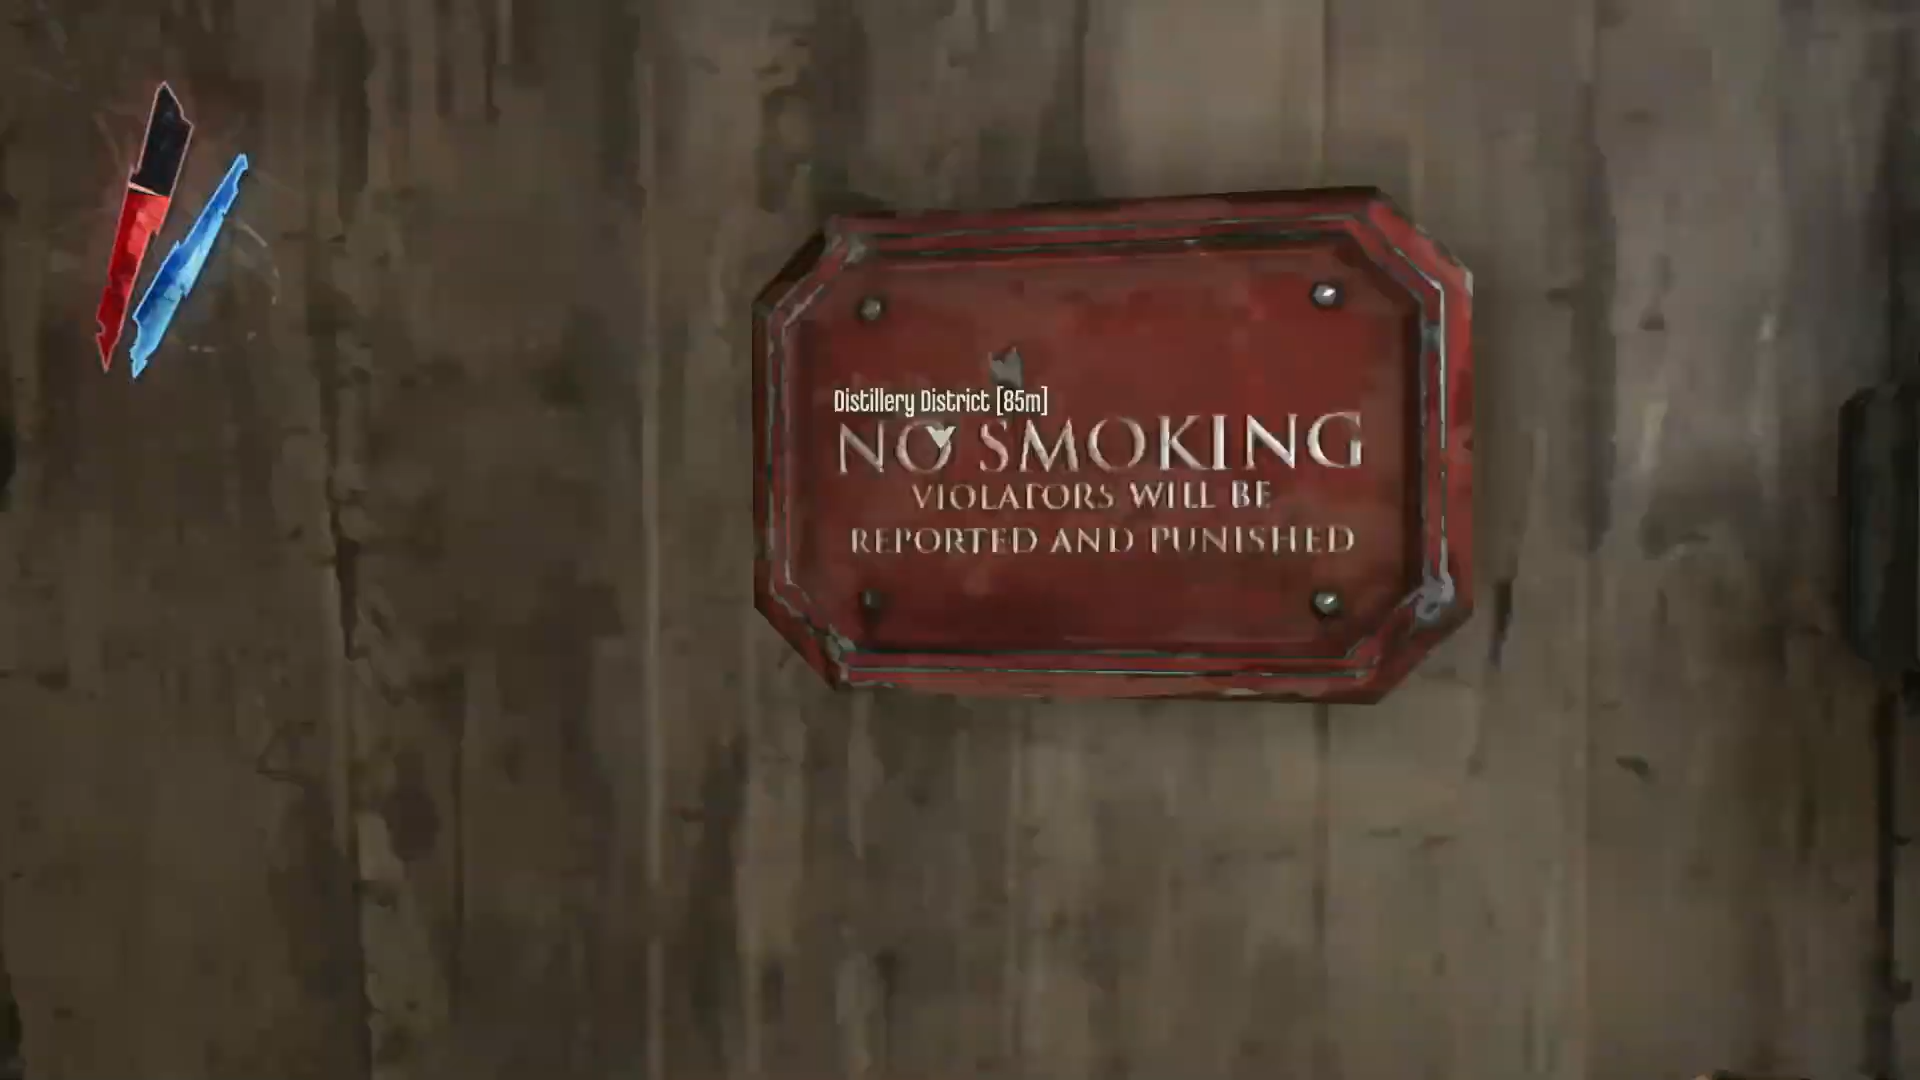 Distillery District [85m]
NO SMOKING
VIOLATORS WILL BE
REPORTED AND PUNISHED